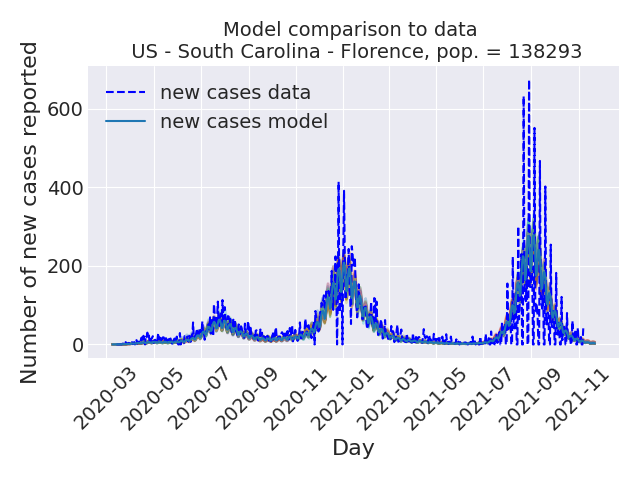 Model comparison to data
US - South Carolina - Florence, pop. = 138293
Number of new cases reported
new cases data
new cases model
600
400
200
0
2020-03
2020-05
2020-07
2020-09
2020-11
2021-01
2021-03
2021-05
2021-07
2021-09
2021-11
Day